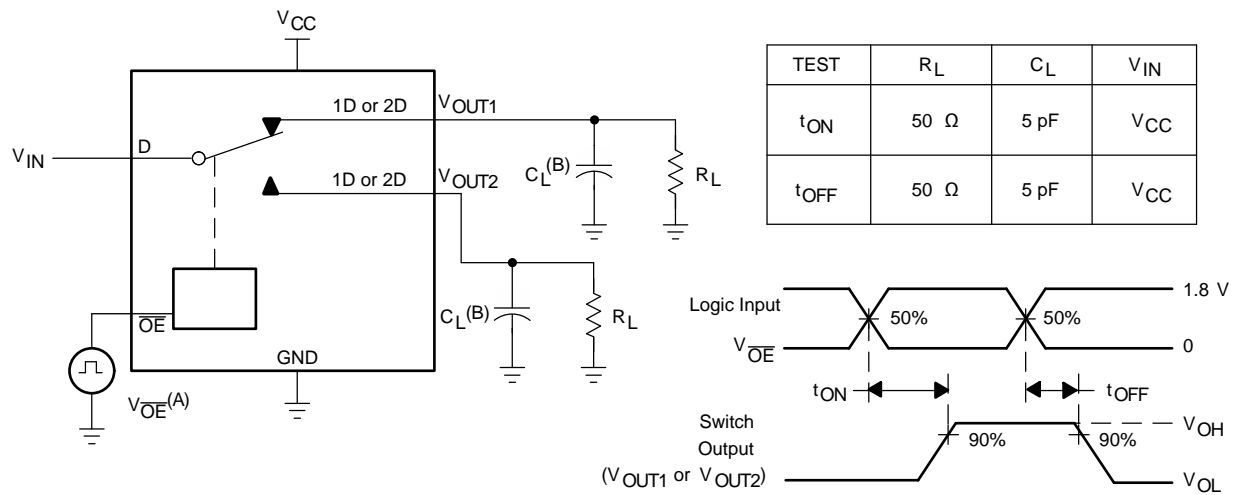 VCC
1D or 2D
VOUT1
VIN
D
CL(B)
RL
1D or 2D
VOUT2
CL(B)
RL
OE
GND
VOE(A)
TEST RL CL VIN
tON 50 Ω 5 pF VCC
tOFF 50 Ω 5 pF VCC
Logic Input
VOE
50%
50%
1.8 V
0
tON
tOFF
Switch
Output
(VOUT1 or VOUT2)
90%
90%
VOH
VOL